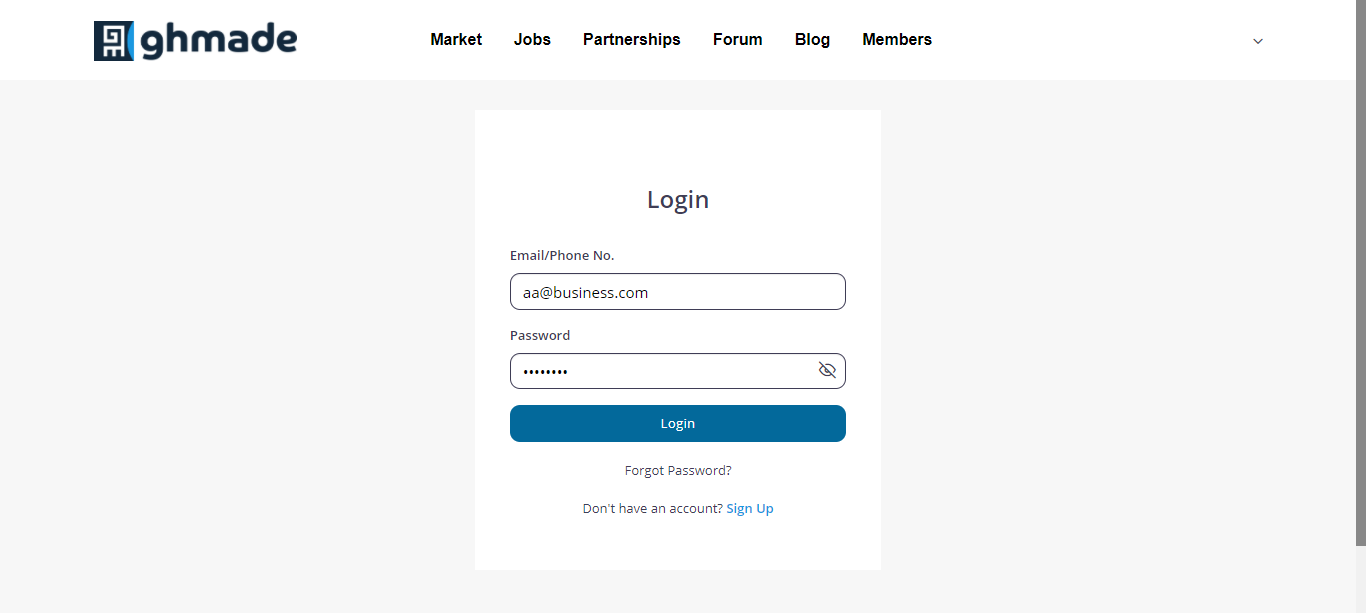 ghmade Market Jobs Partnerships Forum Blog Members
Login
Email/Phone No.
aa@business.com
Password
••••••••
Login
Forgot Password?
Don't have an account? Sign Up